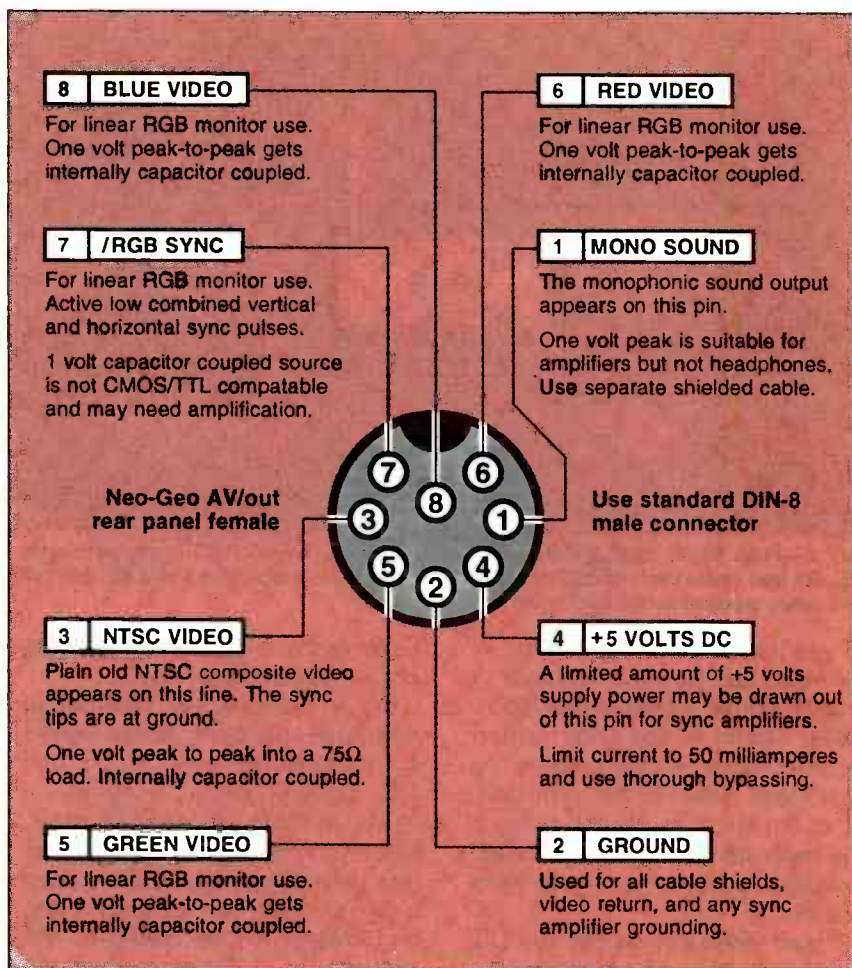 8 BLUE VIDEO
For linear RGB monitor use.
One volt peak-to-peak gets
internally capacitor coupled.
6 RED VIDEO
For linear RGB monitor use.
One volt peak-to-peak gets
internally capacitor coupled.
7 /RGB SYNC
For linear RGB monitor use.
Active low combined vertical
and horizontal sync pulses.
1 volt capacitor coupled source
is not CMOS/TTL compatable
and may need amplification.
1 MONO SOUND
The monophonic sound output
appears on this pin.
One volt peak is suitable for
amplifiers but not headphones.
Use separate shielded cable.
Neo-Geo AV/out
rear panel female
7
8
6
3
1
5
2
4
Use standard DIN-8
male connector
3 NTSC VIDEO
Plain old NTSC composite video
appears on this line. The sync
tips are at ground.
One volt peak to peak into a 75Ω
load. Internally capacitor coupled.
4 +5 VOLTS DC
A limited amount of +5 volts
supply power may be drawn out
of this pin for sync amplifiers.
Limit current to 50 milliamperes
and use thorough bypassing.
5 GREEN VIDEO
For linear RGB monitor use.
One volt peak-to-peak gets
internally capacitor coupled.
2 GROUND
Used for all cable shields,
video return, and any sync
amplifier grounding.